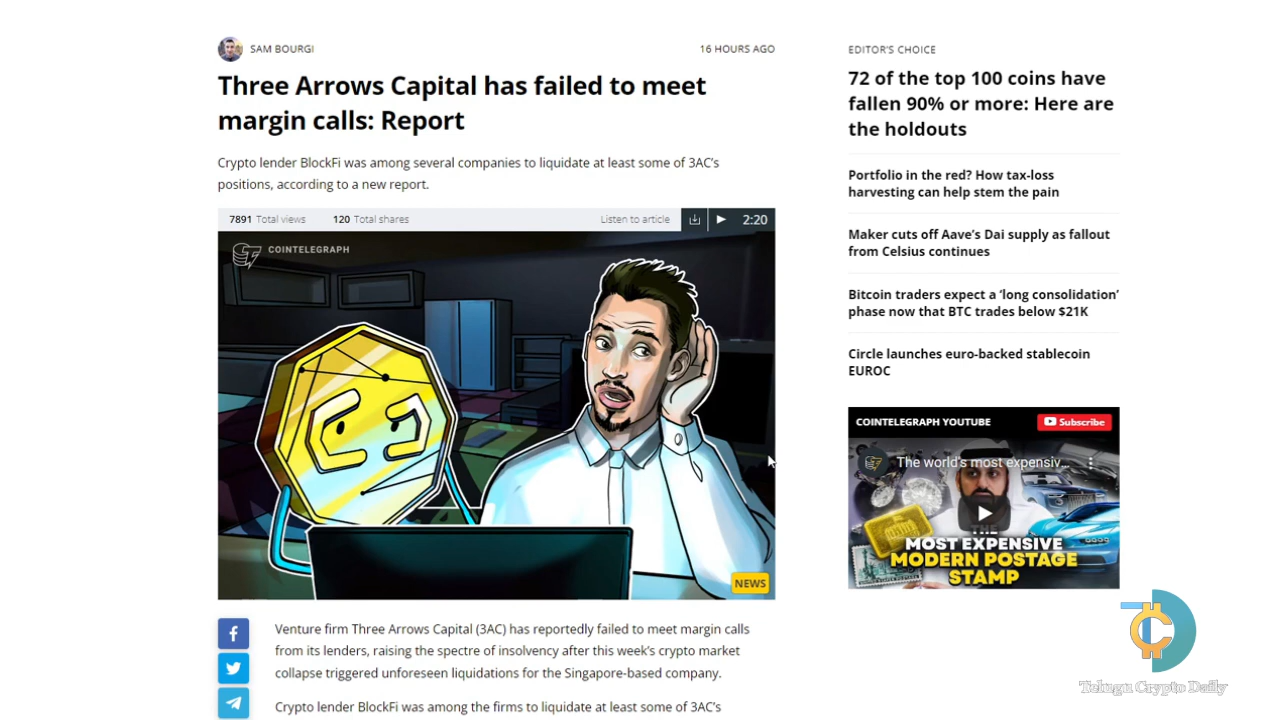 SAM BOURGI
16 HOURS AGO
Three Arrows Capital has failed to meet
margin calls: Report
Crypto lender BlockFi was among several companies to liquidate at least some of 3AC's
positions, according to a new report.
7891 Total views 120 Total shares Listen to article 2:20
COINTELEGRAPH
NEWS
Venture firm Three Arrows Capital (3AC) has reportedly failed to meet margin calls
from its lenders, raising the spectre of insolvency after this week's crypto market
collapse triggered unforeseen liquidations for the Singapore-based company.
Crypto lender BlockFi was among the firms to liquidate at least some of 3AC's
EDITOR'S CHOICE
72 of the top 100 coins have
fallen 90% or more: Here are
the holdouts
Portfolio in the red? How tax-loss
harvesting can help stem the pain
Maker cuts off Aave's Dai supply as fallout
from Celsius continues
Bitcoin traders expect a ‘long consolidation’
phase now that BTC trades below $21K
Circle launches euro-backed stablecoin
EUROC
COINTELEGRAPH YOUTUBE Subscribe
The world's most expensiv...
THE
MOST EXPENSIVE
MODERN POSTAGE
STAMP
Telugu Crypto Daily